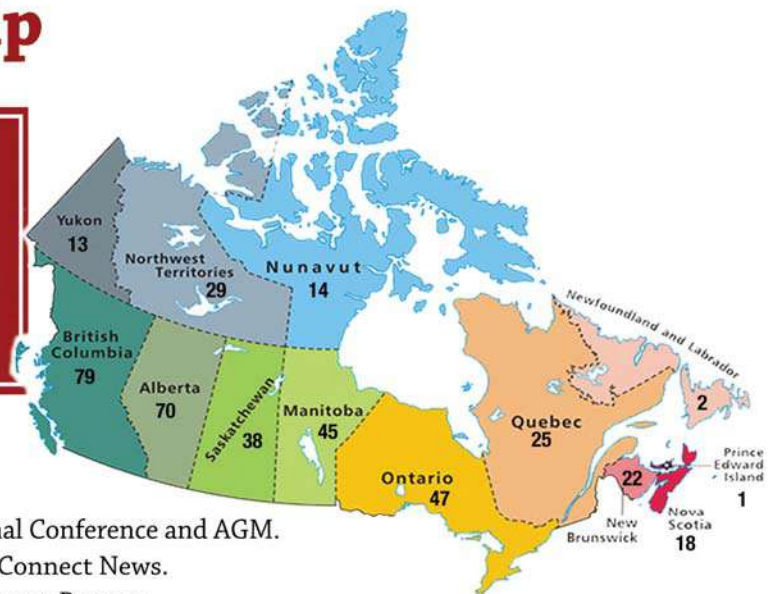 Yukon
13
Northwest
Territories
29
Nunavut
14
British
Columbia
79
Alberta
70
Saskatchewan
38
Manitoba
45
Ontario
47
Quebec
25
Newfoundland and Labrador
2
Prince
Edward
Island
1
22
New
Brunswick
Nova
Scotia
18
Conference and AGM.
Connect News.